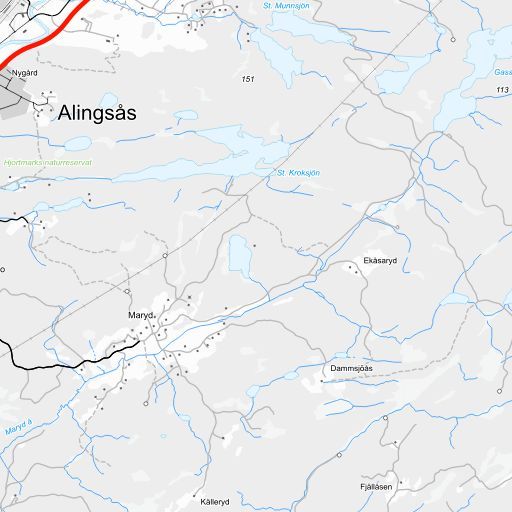 St. Munnsjön
Nygård
151
Gass
113
Alingsås
Hjortmarks naturreservat
St. Kroksjön
Ekåsaryd
Maryd
Dammsjöås
Maryd å
Fjällåsen
Källeryd